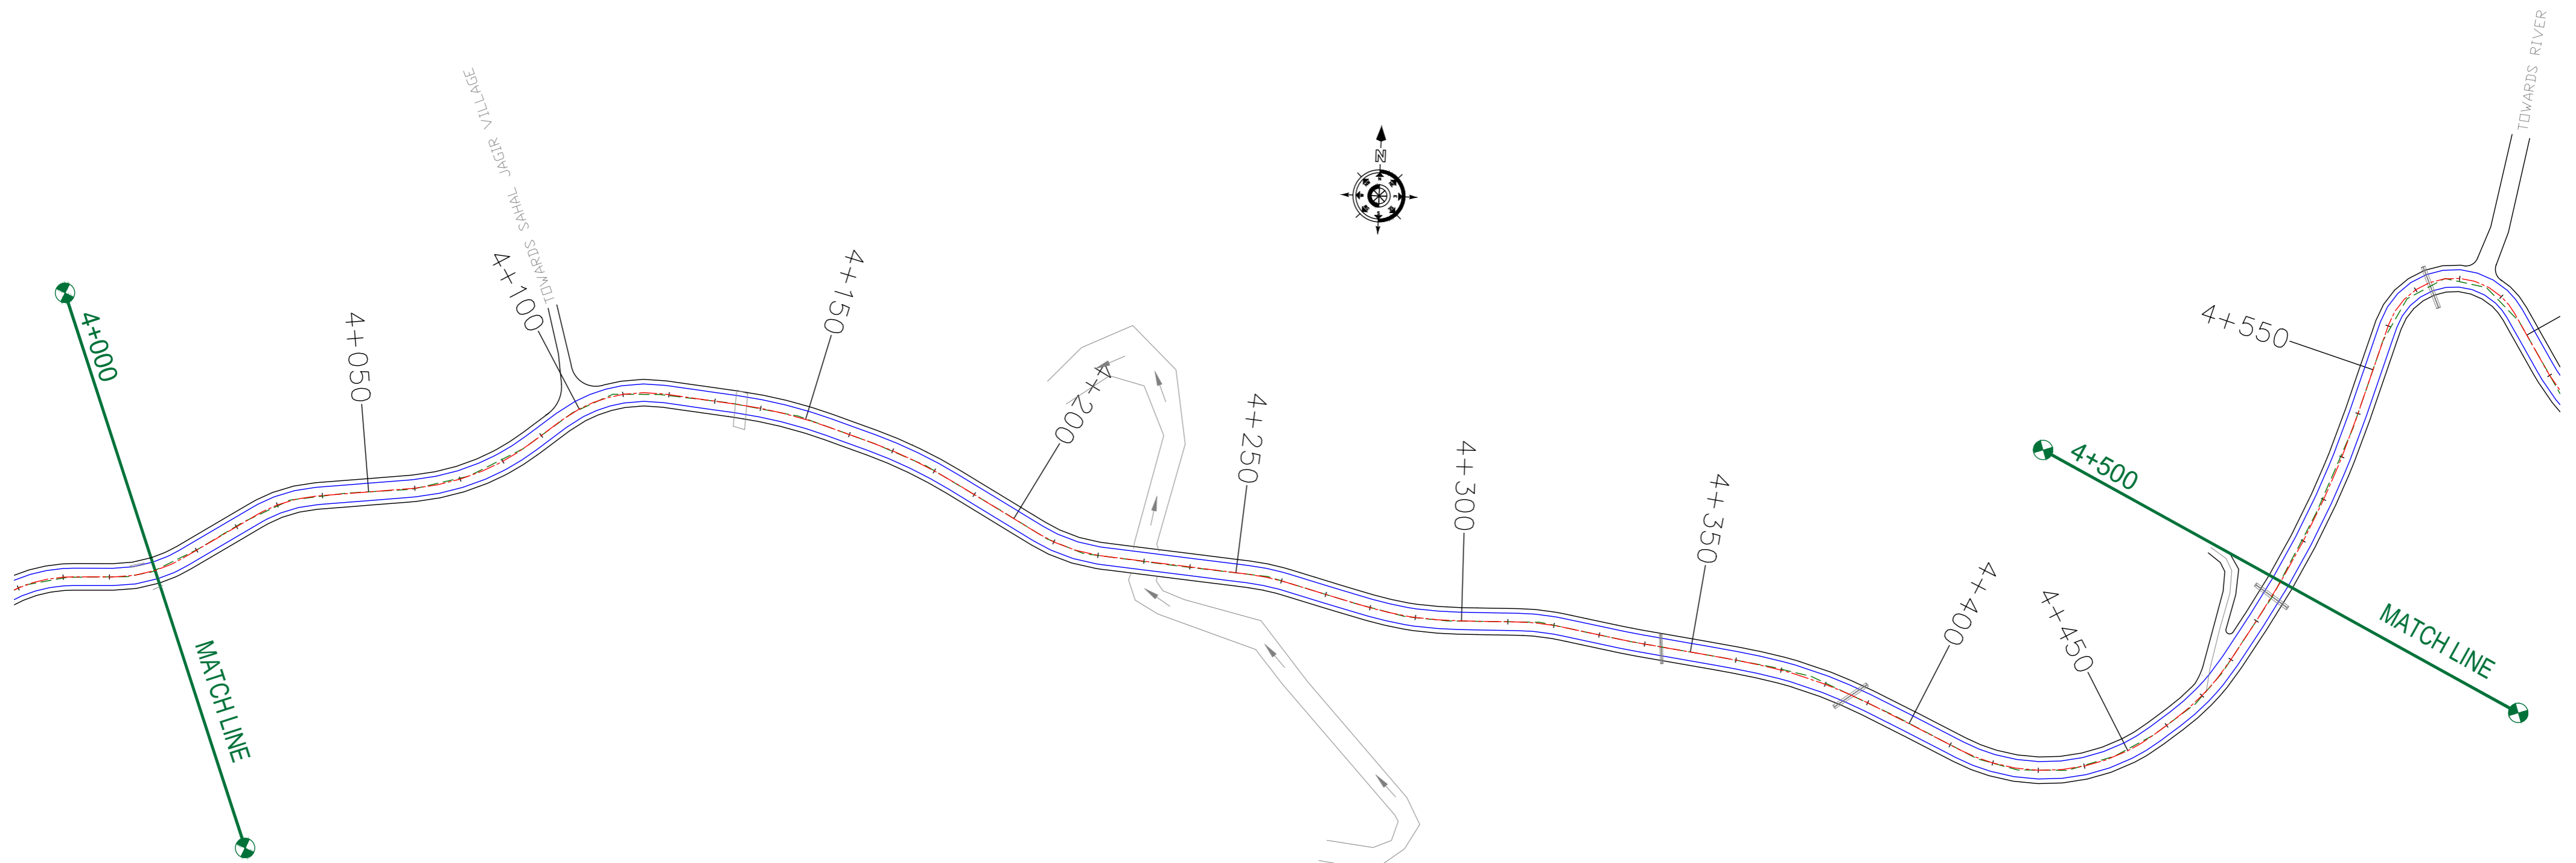 TOWARDS SAHAL JAGIR VILLAGE
TOWARDS RIVER
N
4+000
4+050
4+100
4+150
4+200
4+250
4+300
4+350
4+400
4+450
4+500
4+550
MATCH LINE
MATCH LINE